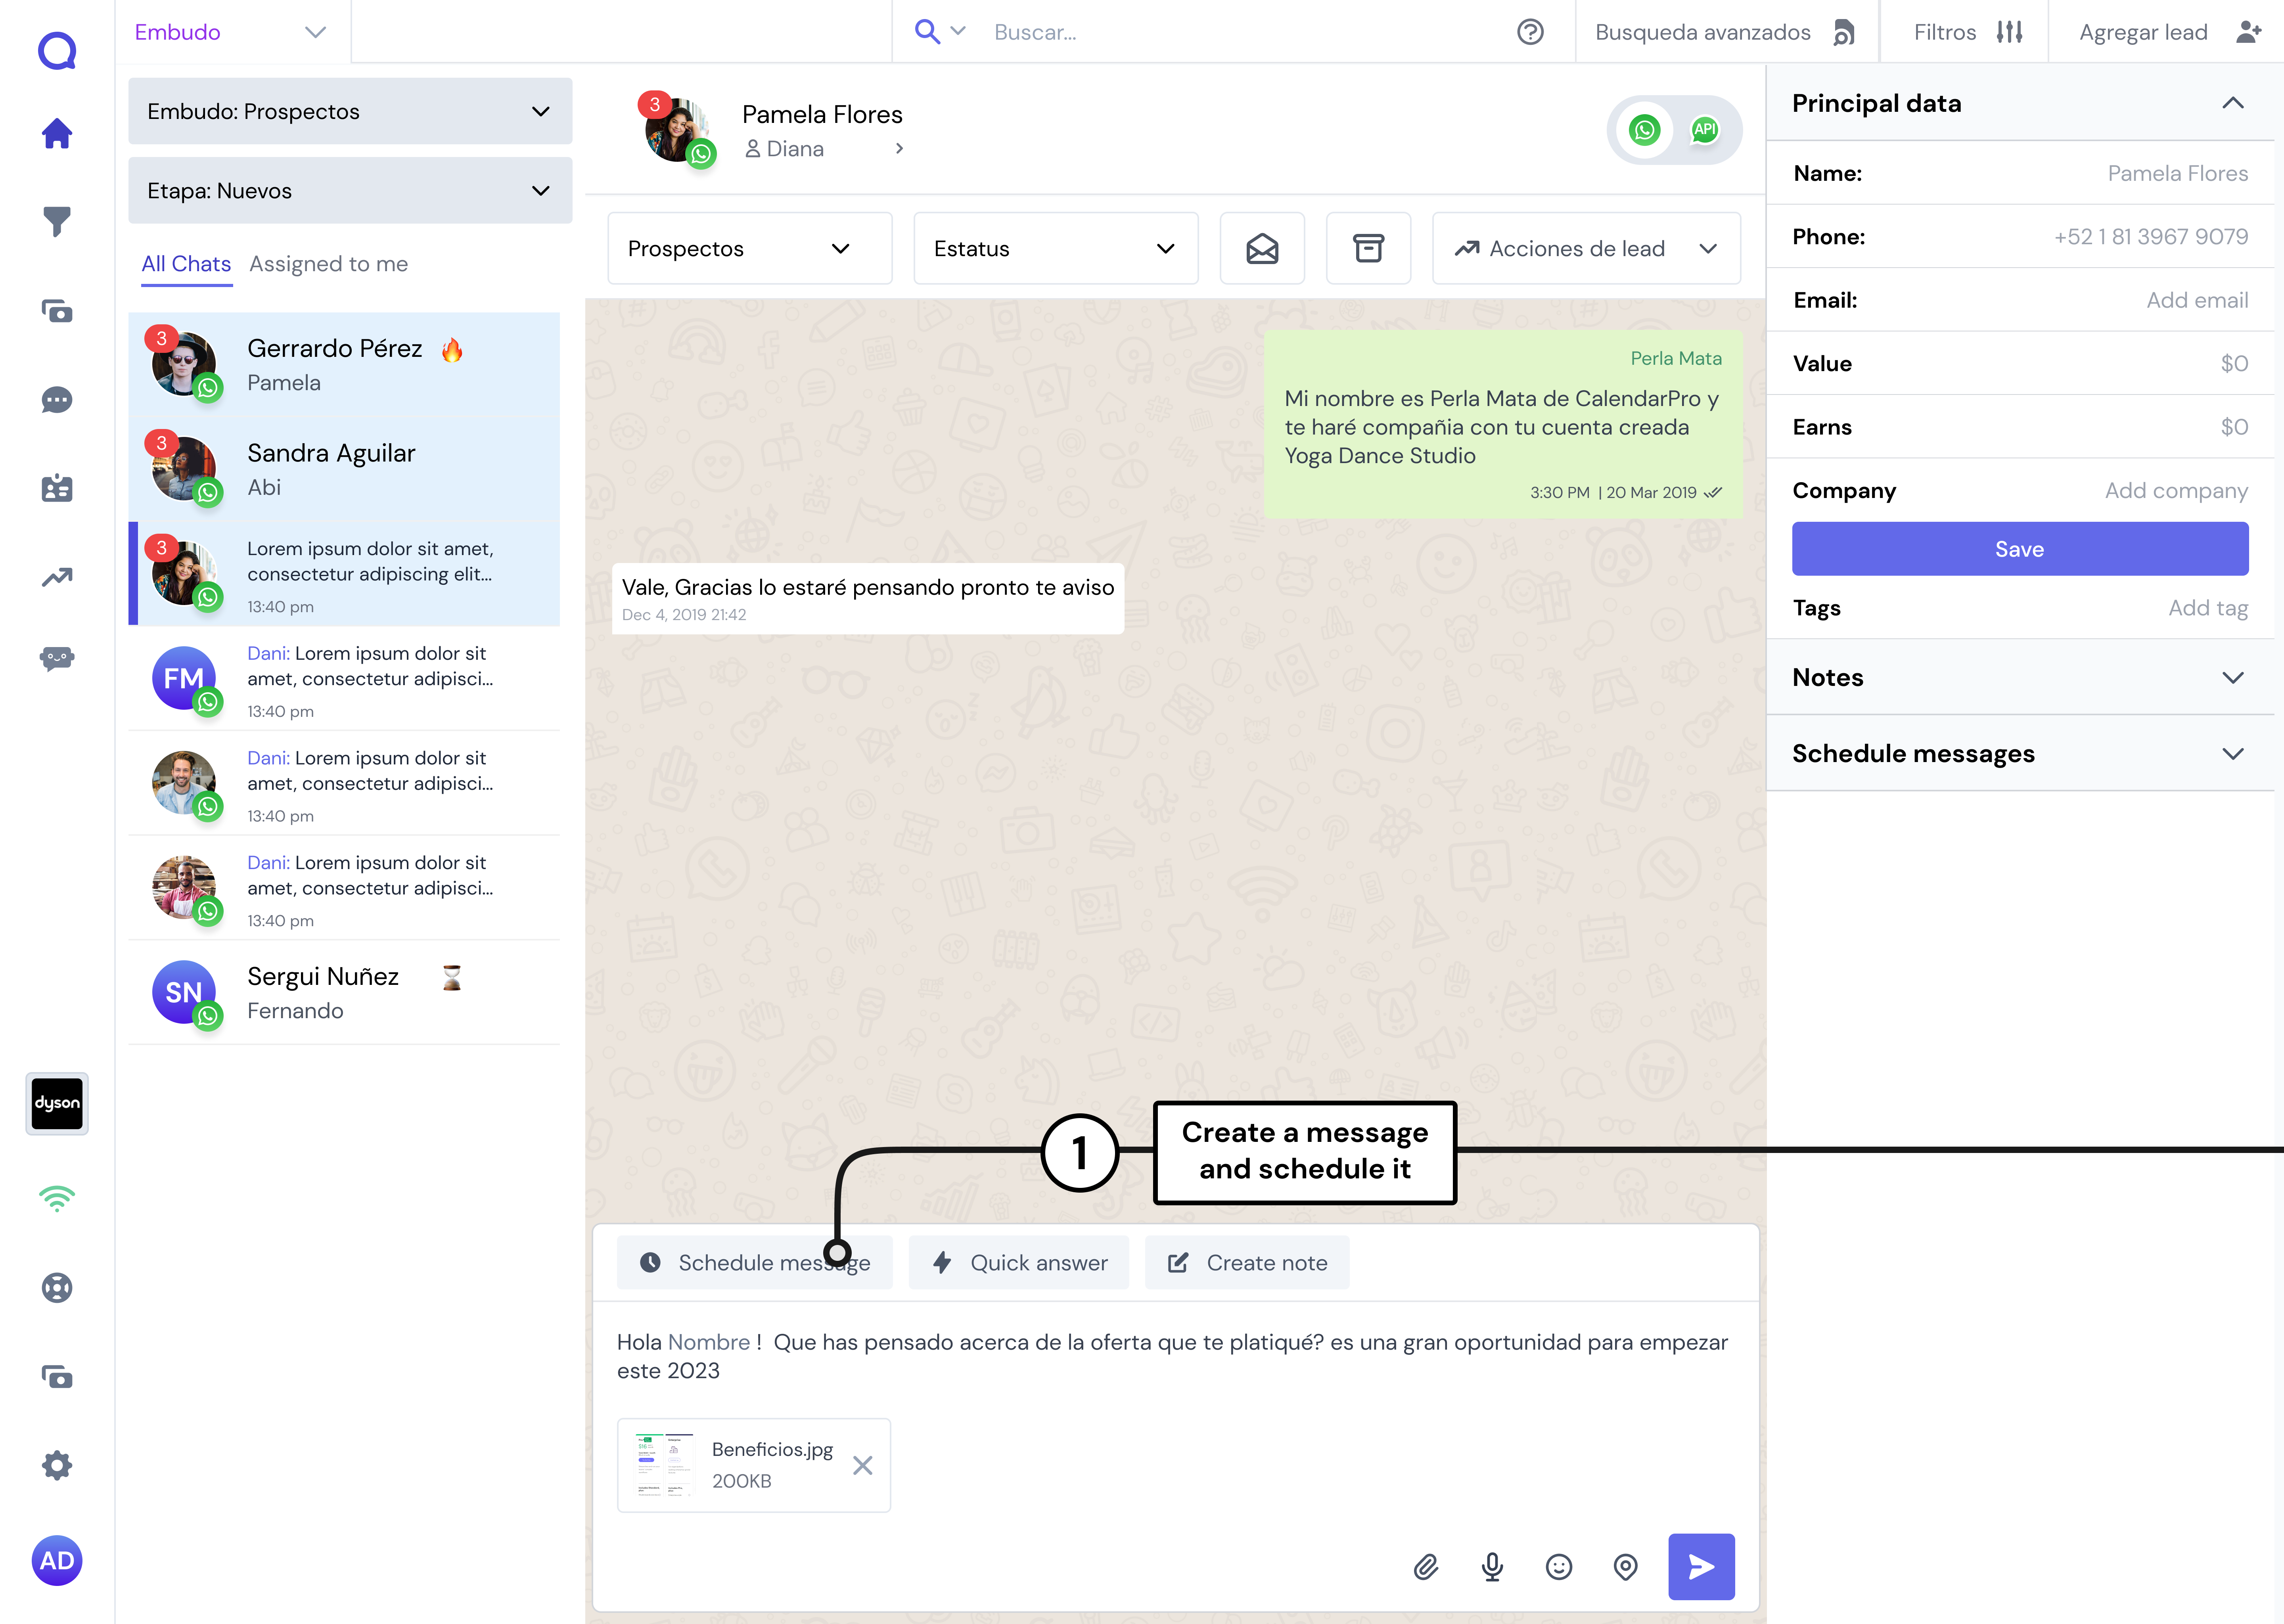 Embudo
Buscar...
Busqueda avanzados
Filtros
Agregar lead
Embudo: Prospectos
Etapa: Nuevos
All Chats
Assigned to me
3
Gerrardo Pérez 🔥
Pamela
3
Sandra Aguilar
Abi
3
Lorem ipsum dolor sit amet,
consectetur adipiscing elit...
13:40 pm
FM
Dani: Lorem ipsum dolor sit
amet, consectetur adipisci...
13:40 pm
Dani: Lorem ipsum dolor sit
amet, consectetur adipisci...
13:40 pm
Dani: Lorem ipsum dolor sit
amet, consectetur adipisci...
13:40 pm
SN
Sergui Nuñez ⌛
Fernando
dyson
AD
3
Pamela Flores
Diana
API
Prospectos
Estatus
Acciones de lead
Perla Mata
Mi nombre es Perla Mata de CalendarPro y
te haré compañia con tu cuenta creada
Yoga Dance Studio
3:30 PM | 20 Mar 2019
Vale, Gracias lo estaré pensando pronto te aviso
Dec 4, 2019 21:42
1
Create a message
and schedule it
Schedule message
Quick answer
Create note
Hola Nombre ! Que has pensado acerca de la oferta que te platiqué? es una gran oportunidad para empezar
este 2023
Beneficios.jpg
200KB
Principal data
Name: Pamela Flores
Phone: +52 1 81 3967 9079
Email: Add email
Value $0
Earns $0
Company Add company
Save
Tags Add tag
Notes
Schedule messages